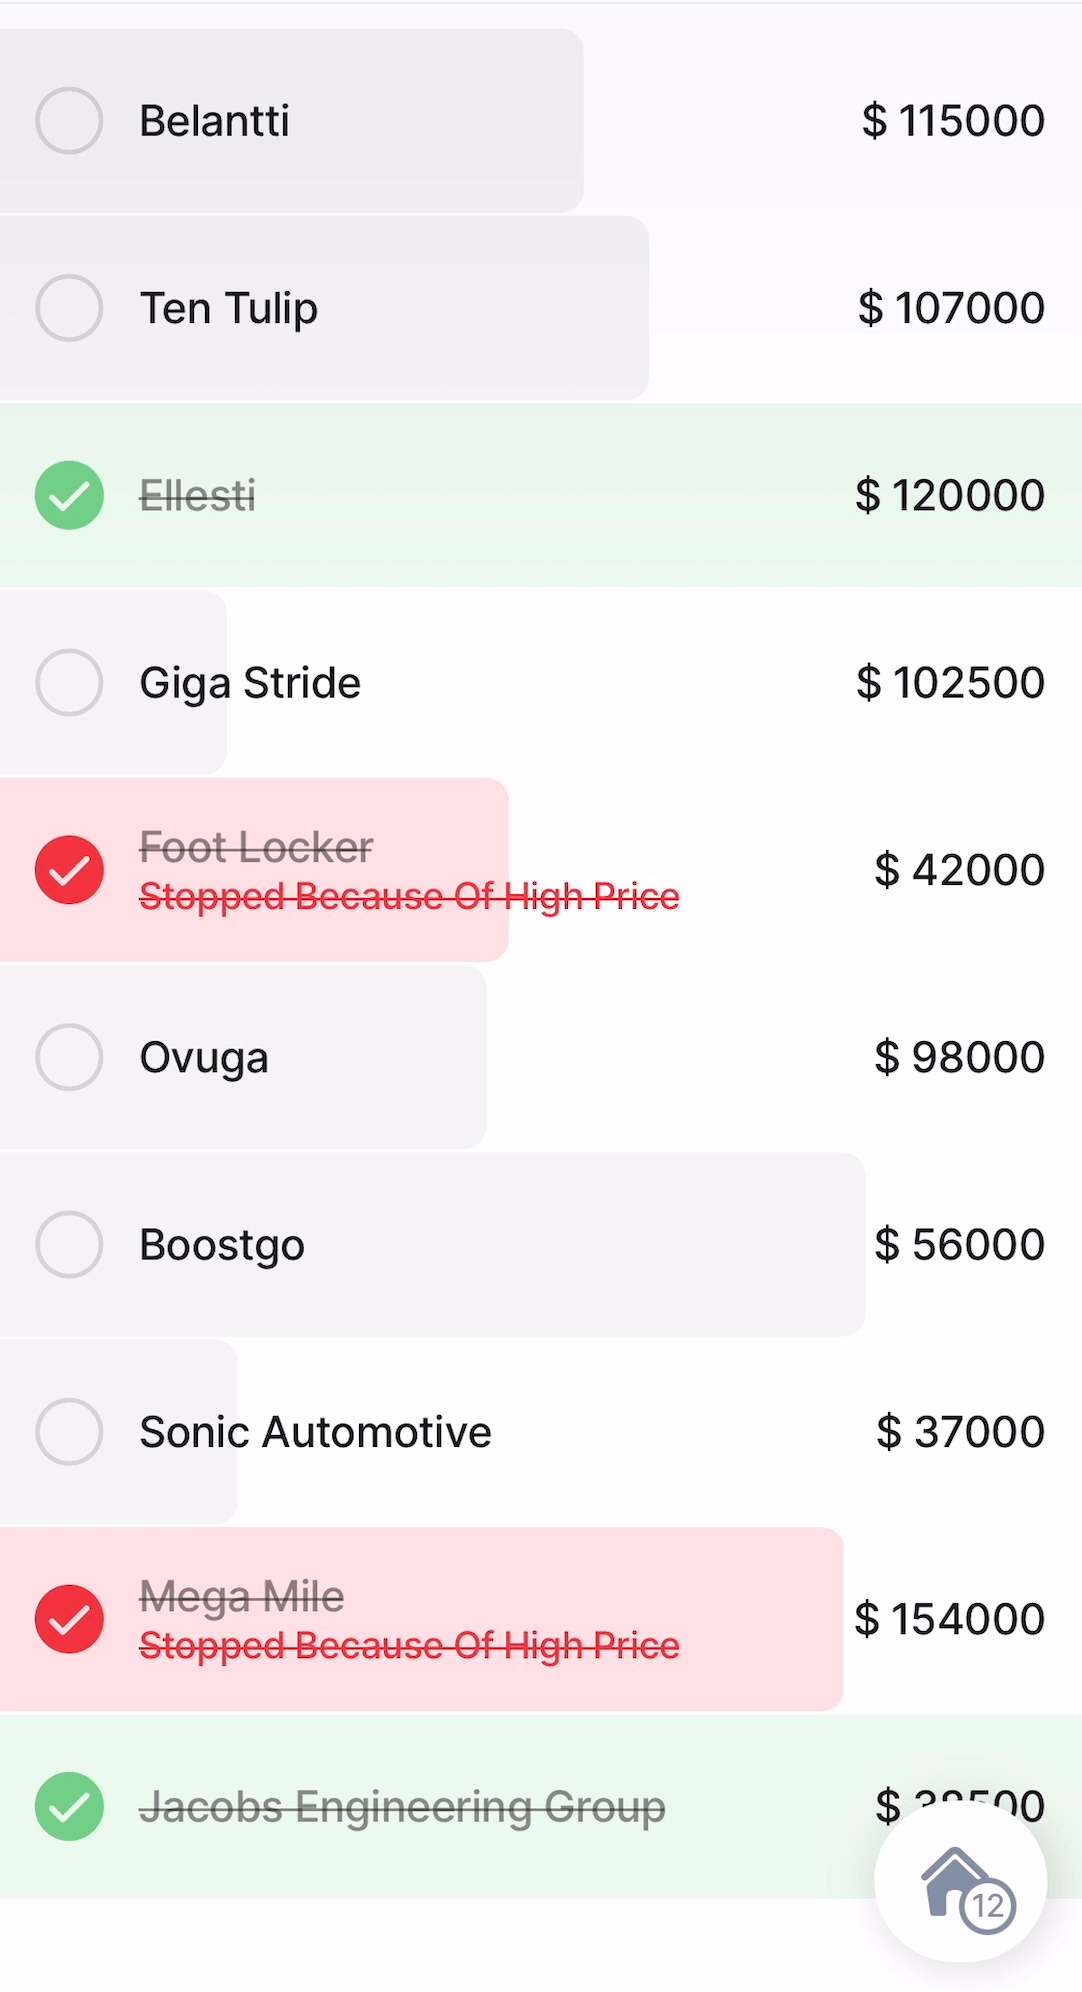 Belantti
$ 115000
Ten Tulip
$ 107000
Ellesti
$ 120000
Giga Stride
$ 102500
Foot Locker
Stopped Because Of High Price
$ 42000
Ovuga
$ 98000
Boostgo
$ 56000
Sonic Automotive
$ 37000
Mega Mile
Stopped Because Of High Price
$ 154000
Jacobs Engineering Group
$
12